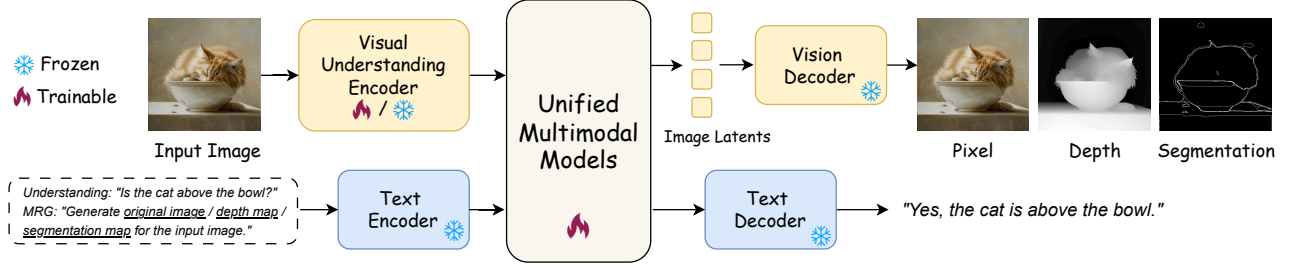 Frozen
Trainable
Input Image
Visual
Understanding
Encoder
/
Unified
Multimodal
Models
Image Latents
Vision
Decoder
Pixel
Depth
Segmentation
Understanding: "Is the cat above the bowl?"
MRG: "Generate original image / depth map /
segmentation map for the input image."
Text
Encoder
Text
Decoder
"Yes, the cat is above the bowl."